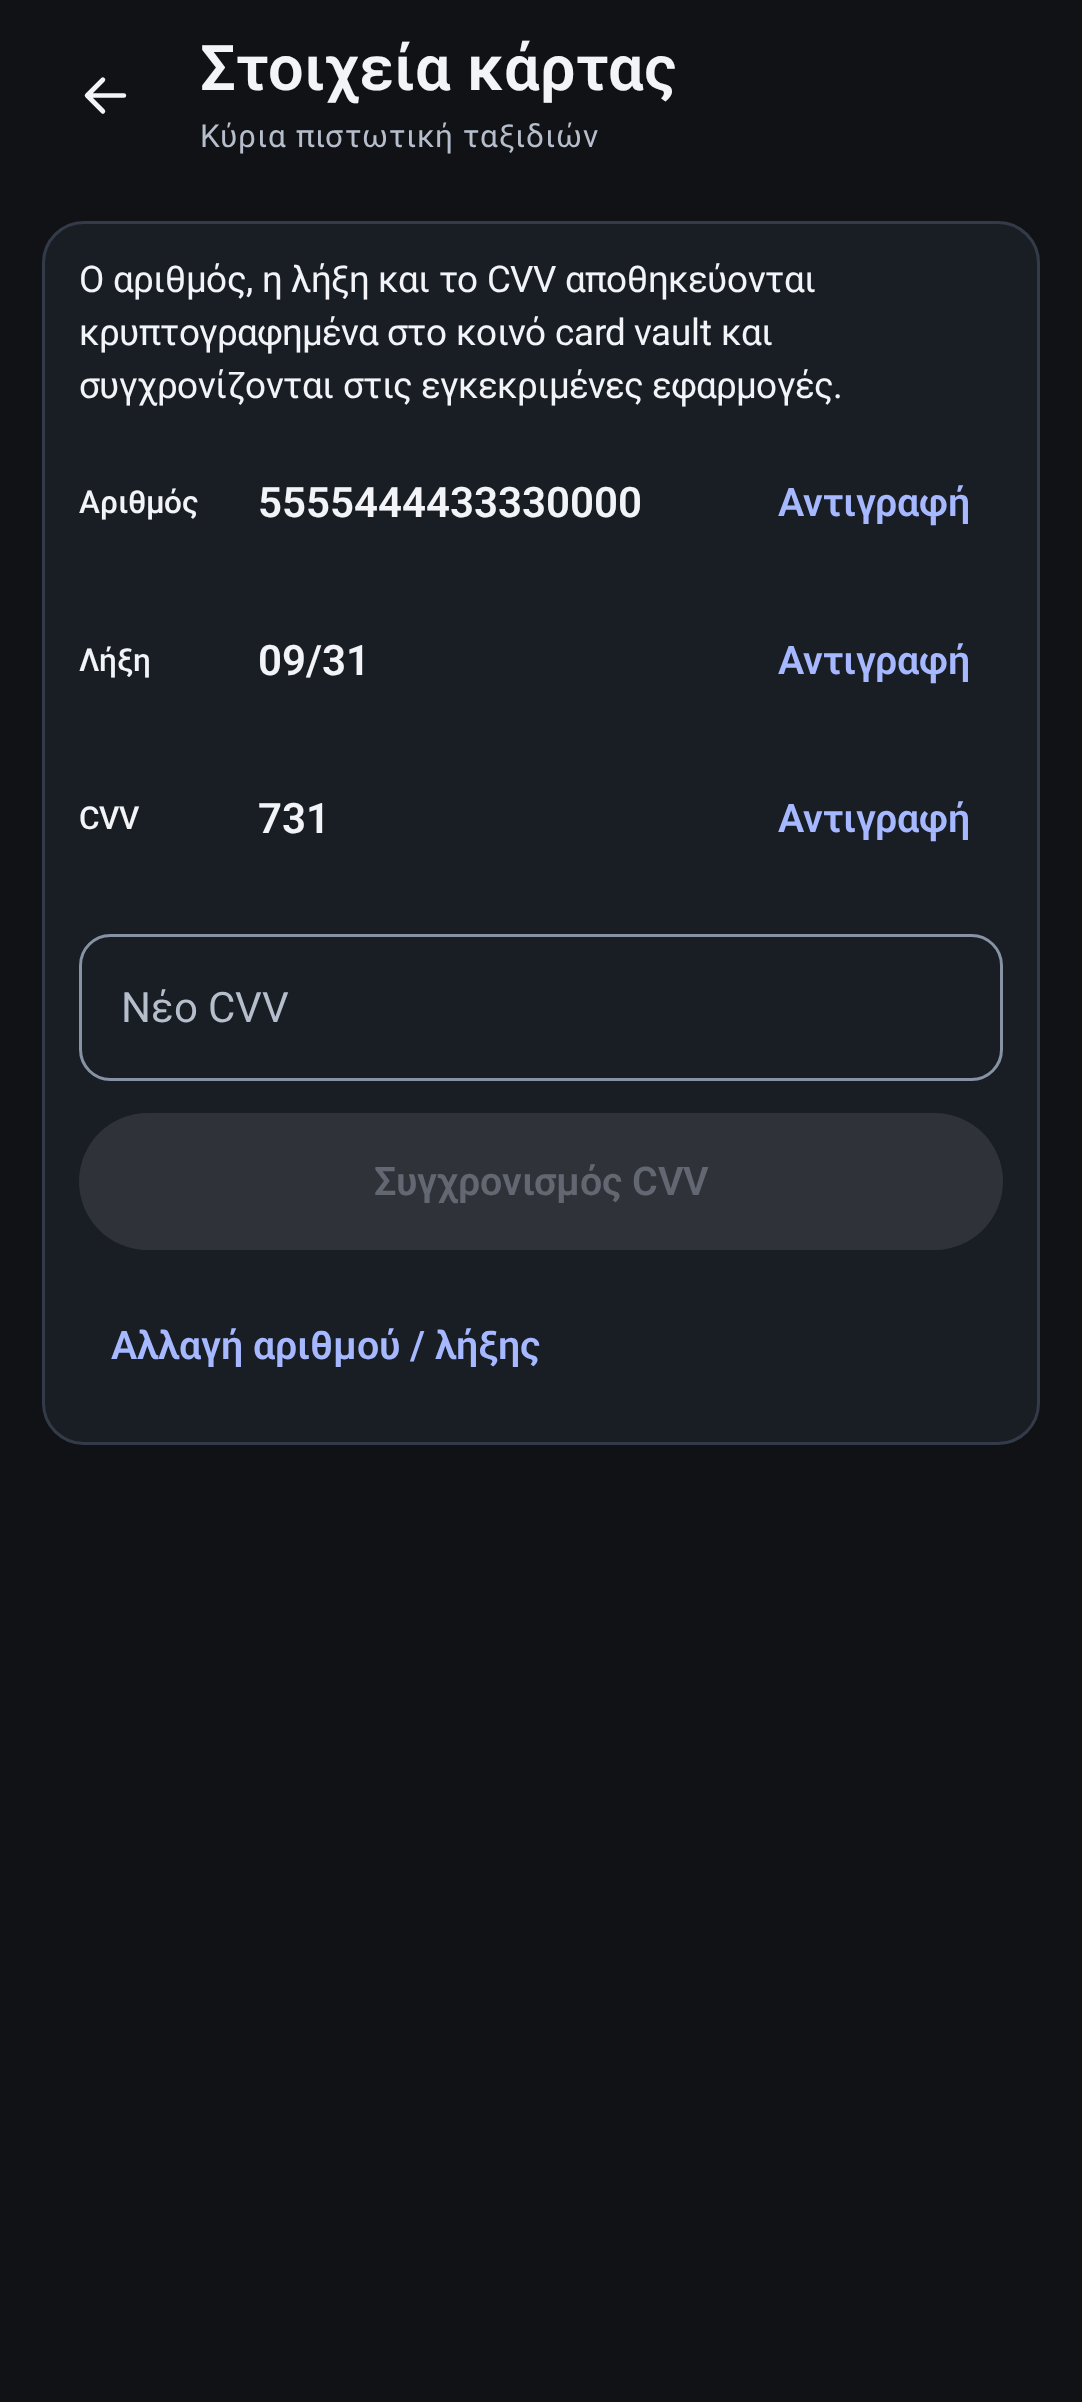 Στοιχεία κάρτας
Κύρια πιστωτική ταξιδιών
Ο αριθμός, η λήξη και το CVV αποθηκεύονται
κρυπτογραφημένα στο κοινό card vault και
συγχρονίζονται στις εγκεκριμένες εφαρμογές.
Αριθμός 5555444433330000 Αντιγραφή
Λήξη 09/31 Αντιγραφή
CVV 731 Αντιγραφή
Νέο CVV
Συγχρονισμός CVV
Αλλαγή αριθμού / λήξης